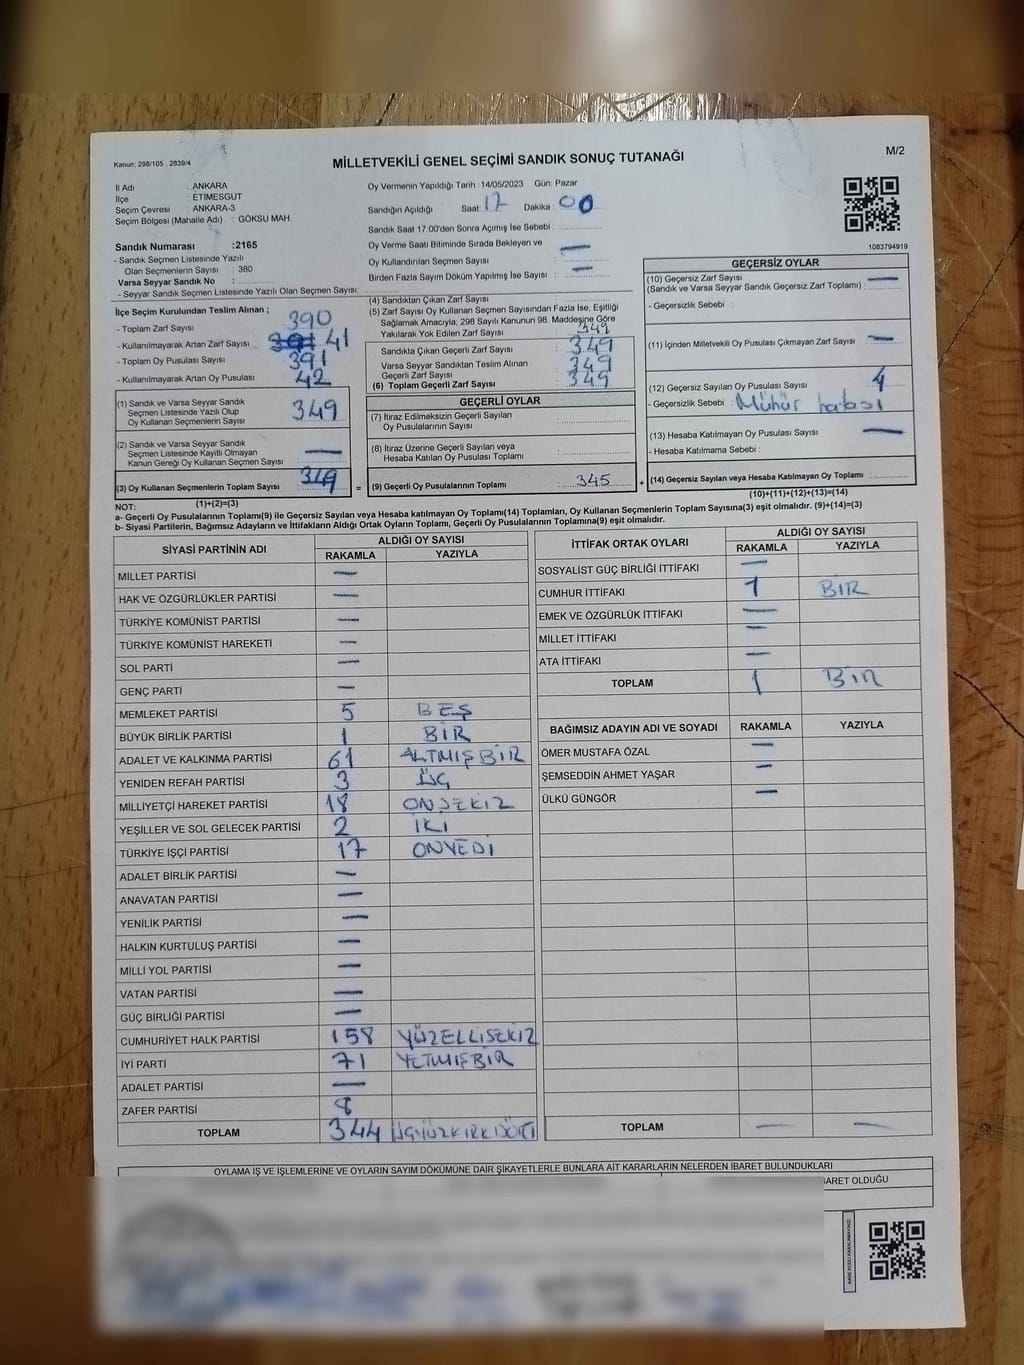 Kanun, 298/105 , 2839/4
MİLLETVEKİLİ GENEL SEÇİMİ SANDIK SONUÇ TUTANAĞI
M/2
İl Adı : ANKARA
İlçe : ETİMESGUT
Seçim Çevresi : ANKARA-3
Seçim Bölgesi (Mahalle Adı) : GÖKSU MAH.
Sandık Numarası :2165
- Sandık Seçmen Listesinde Yazılı
Olan Seçmenlerin Sayısı : 380
Varsa Seyyar Sandık No :
- Seyyar Sandık Seçmen Listesinde Yazılı Olan Seçmen Sayısı:
Oy Vermenin Yapıldığı Tarih :14/05/2023 Gün: Pazar
Sandığın Açıldığı Saat: 17 Dakika : 00
Sandık Saat 17:00'den Sonra Açımış İse Sebebi :
Oy Verme Saati Bitiminde Sırada Bekleyen ve
Oy Kullandırılan Seçmen Sayısı : —
Birden Fazla Sayım Döküm Yapılmış İse Sayısı : —
1083794919
İlçe Seçim Kurulundan Teslim Alınan ;
- Toplam Zarf Sayısı 390
- Kullanılmayarak Artan Zarf Sayısı 41
- Toplam Oy Pusulası Sayısı 391
- Kullanılmayarak Artan Oy Pusulası 42
(1) Sandık ve Varsa Seyyar Sandık
Seçmen Listesinde Yazılı Olup
Oy Kullanan Seçmenlerin Sayısı 349
(2) Sandık ve Varsa Seyyar Sandık
Seçmen Listesinde Kayıtlı Olmayan
Kanun Gereği Oy Kullanan Seçmen Sayısı : —
(3) Oy Kullanan Seçmenlerin Toplam Sayısı : 349
(1)+(2)=(3)
(4) Sandıktan Çıkan Zarf Sayısı :
(5) Zarf Sayısı Oy Kullanan Seçmen Sayısından Fazla İse, Eşitliği
Sağlamak Amacıyla; 298 Sayılı Kanunun 98. Maddesine Göre
Yakılarak Yok Edilen Zarf Sayısı : 349
Sandıkta Çıkan Geçerli Zarf Sayısı : 349
Varsa Seyyar Sandıktan Teslim Alınan
Geçerli Zarf Sayısı : 349
(6) Toplam Geçerli Zarf Sayısı : 349
GEÇERLİ OYLAR
(7) İtiraz Edilmeksizin Geçerli Sayılan
Oy Pusulalarının Sayısı :
(8) İtiraz Üzerine Geçerli Sayılan veya
Hesaba Katılan Oy Pusulası Toplamı :
= (9) Geçerli Oy Pusulalarının Toplamı : 345 +
GEÇERSİZ OYLAR
(10) Geçersiz Zarf Sayısı : —
(Sandık ve Varsa Seyyar Sandık Geçersiz Zarf Toplamı) :
- Geçersizlik Sebebi :
(11) İçinden Milletvekili Oy Pusulası Çıkmayan Zarf Sayısı : —
(12) Geçersiz Sayılan Oy Pusulası Sayısı : 4
- Geçersizlik Sebebi : Mühür hatası
(13) Hesaba Katılmayan Oy Pusulası Sayısı : —
- Hesaba Katılmama Sebebi :
(14) Geçersiz Sayılan veya Hesaba Katılmayan Oy Toplamı :
(10)+(11)+(12)+(13)=(14)
NOT:
a- Geçerli Oy Pusulalarının Toplamı(9) ile Geçersiz Sayılan veya Hesaba katılmayan Oy Toplamı(14) Toplamları, Oy Kullanan Seçmenlerin Toplam Sayısına(3) eşit olmalıdır. (9)+(14)=(3)
b- Siyasi Partilerin, Bağımsız Adayların ve İttifakların Aldığı Ortak Oyların Toplamı, Geçerli Oy Pusulalarının Toplamına(9) eşit olmalıdır.
SİYASİ PARTİNİN ADI ALDIĞI OY SAYISI
RAKAMLA YAZIYLA
MİLLET PARTİSİ —
HAK VE ÖZGÜRLÜKLER PARTİSİ —
TÜRKİYE KOMÜNİST PARTİSİ —
TÜRKİYE KOMÜNİST HAREKETİ —
SOL PARTİ —
GENÇ PARTİ —
MEMLEKET PARTİSİ 5 BEŞ
BÜYÜK BİRLİK PARTİSİ 1 BİR
ADALET VE KALKINMA PARTİSİ 61 ALTMIŞBİR
YENİDEN REFAH PARTİSİ 3 ÜÇ
MİLLİYETÇİ HAREKET PARTİSİ 18 ONSEKİZ
YEŞİLLER VE SOL GELECEK PARTİSİ 2 İKİ
TÜRKİYE İŞÇİ PARTİSİ 17 ONYEDİ
ADALET BİRLİK PARTİSİ —
ANAVATAN PARTİSİ —
YENİLİK PARTİSİ —
HALKIN KURTULUŞ PARTİSİ —
MİLLİ YOL PARTİSİ —
VATAN PARTİSİ —
GÜÇ BİRLİĞİ PARTİSİ —
CUMHURİYET HALK PARTİSİ 158 YÜZELLİSEKİZ
İYİ PARTİ 71 YETMİŞBİR
ADALET PARTİSİ —
ZAFER PARTİSİ 8
TOPLAM 344 ÜÇYÜZKIRKDÖRT
İTTİFAK ORTAK OYLARI ALDIĞI OY SAYISI
RAKAMLA YAZIYLA
SOSYALİST GÜÇ BİRLİĞİ İTTİFAKI —
CUMHUR İTTİFAKI 1 BİR
EMEK VE ÖZGÜRLÜK İTTİFAKI —
MİLLET İTTİFAKI —
ATA İTTİFAKI —
TOPLAM 1 BİR
BAĞIMSIZ ADAYIN ADI VE SOYADI RAKAMLA YAZIYLA
ÖMER MUSTAFA ÖZAL —
ŞEMSEDDİN AHMET YAŞAR —
ÜLKÜ GÜNGÖR —
TOPLAM — —
OYLAMA İŞ VE İŞLEMLERİNE VE OYLARIN SAYIM DÖKÜMÜNE DAİR ŞİKAYETLERLE BUNLARA AİT KARARLARIN NELERDEN İBARET BULUNDUKLARI
İBARET OLDUĞU
KARE KODU KARALAMAYINIZ!